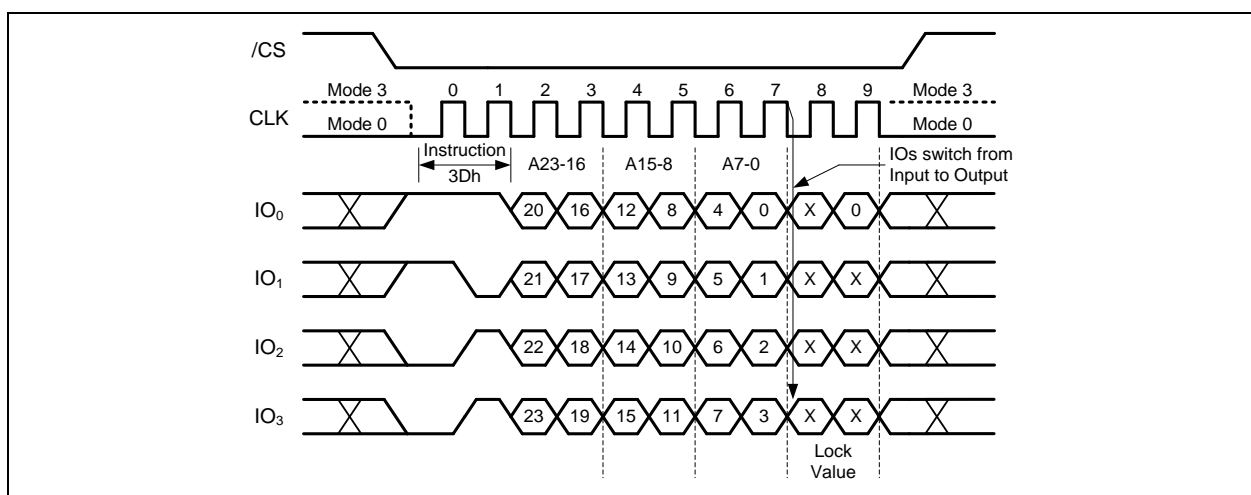 /CS
Mode 3 0 1 2 3 4 5 6 7 8 9 Mode 3
CLK
Mode 0 Mode 0
Instruction A23-16 A15-8 A7-0 IOs switch from
3Dh Input to Output
IO0 20 16 12 8 4 0 X 0
IO1 21 17 13 9 5 1 X X
IO2 22 18 14 10 6 2 X X
IO3 23 19 15 11 7 3 X X
Lock
Value